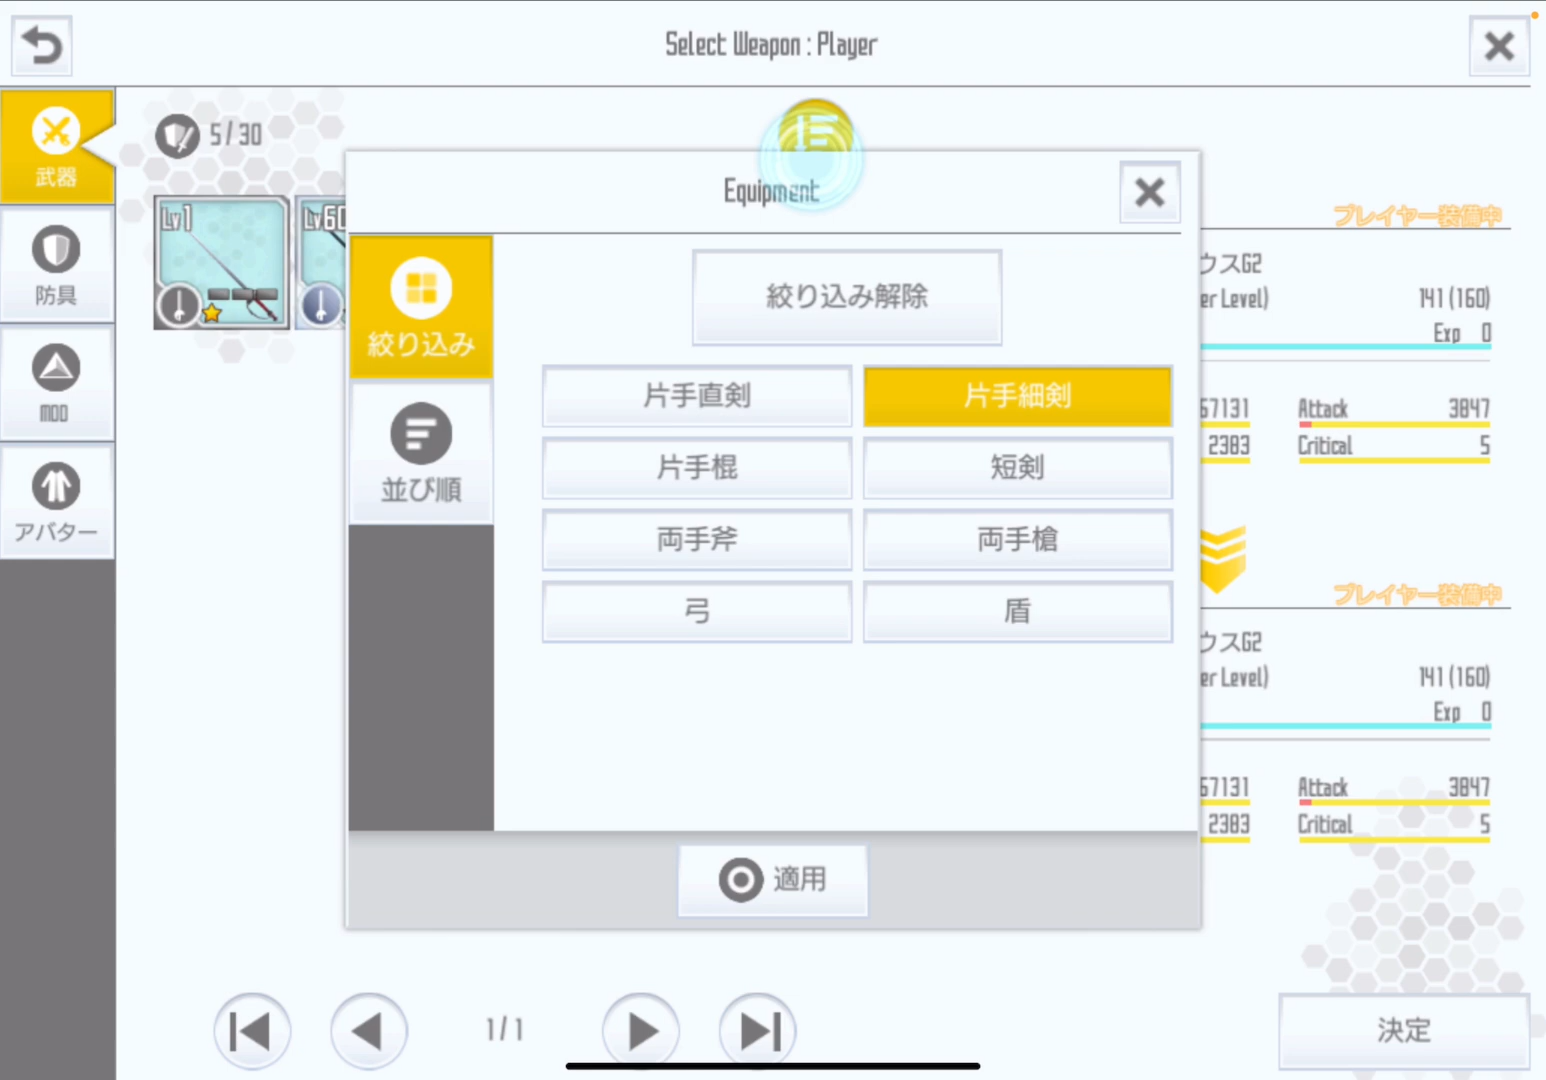 Select Weapon : Player
武器
5/30
防具
MOD
アバター
Lv1
Lv60
Equipment
絞り込み
並び順
絞り込み解除
片手直剣
片手細剣
片手棍
短剣
両手斧
両手槍
弓
盾
適用
プレイヤー装備中
ウスG2
er Level) 141 (160)
Exp 0
57131 Attack 3847
2383 Critical 5
プレイヤー装備中
ウスG2
er Level) 141 (160)
Exp 0
57131 Attack 3847
2383 Critical 5
1/1
決定